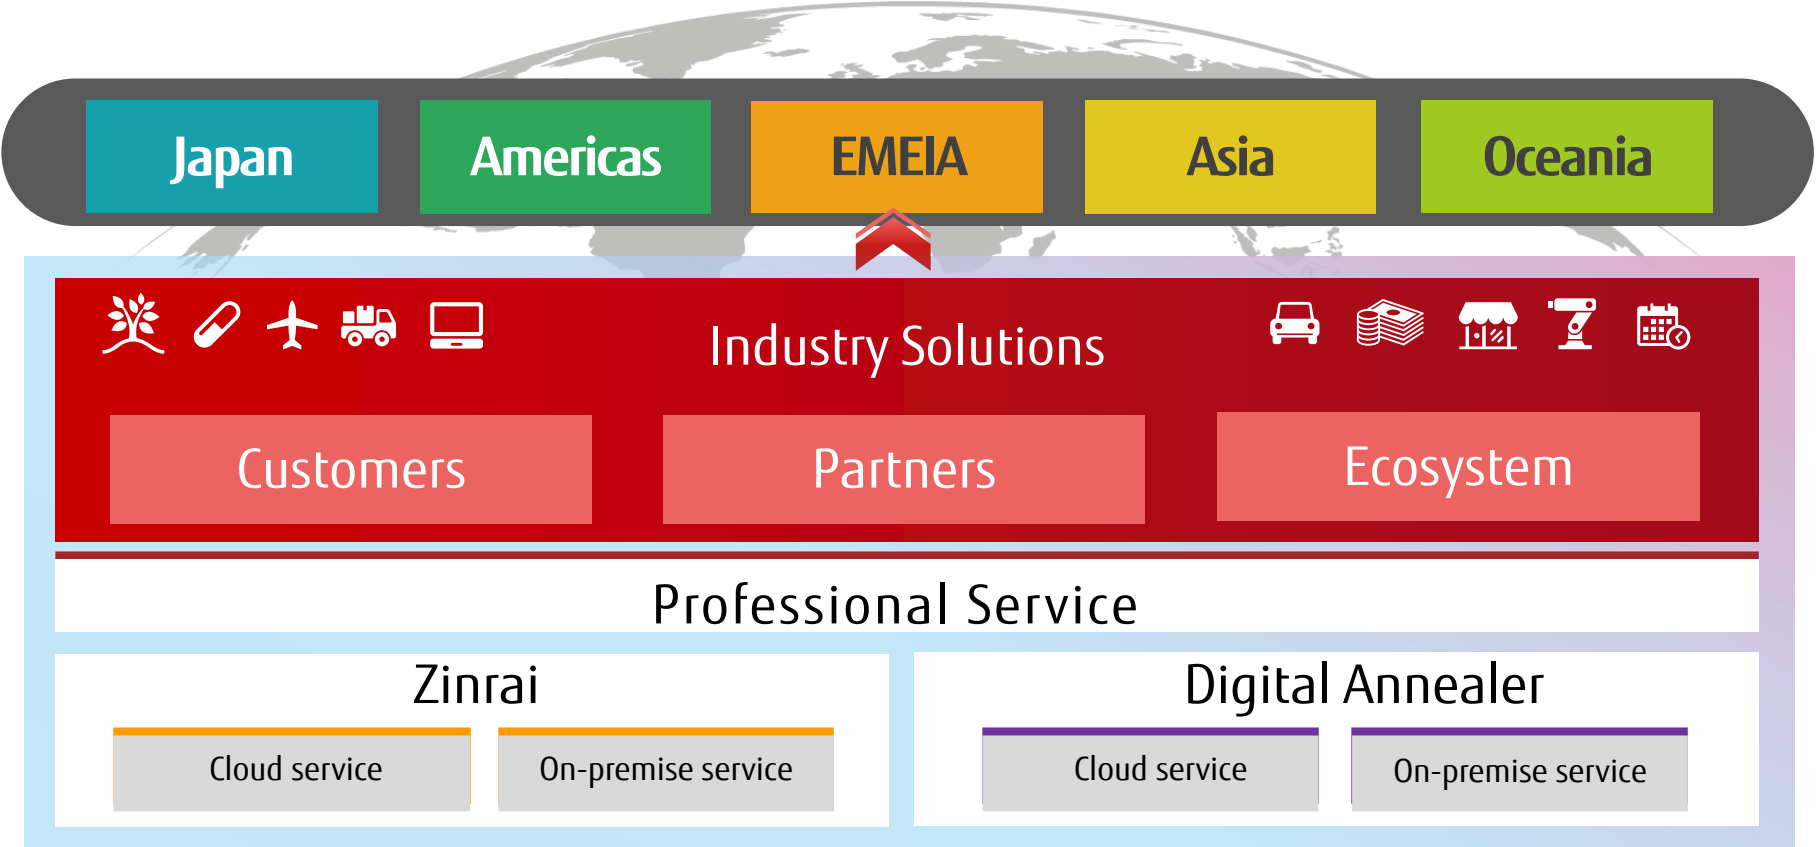 Japan
Americas
EMEIA
Asia
Oceania
Industry Solutions
Customers
Partners
Ecosystem
Professional Service
Zinrai
Cloud service
On-premise service
Digital Annealer
Cloud service
On-premise service